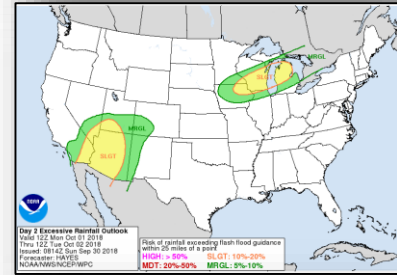 MRGL
SLGT
MRGL
SLGT
NOAA
Day 2 Excessive Rainfall Outlook
Valid 12Z Mon Oct 01 2018
Thru 12Z Tue Oct 02 2018
Issued: 0814Z Sun Sep 30 2018
Forecaster: HAYES
NOAA/NWS/NCEP/WPC
Risk of rainfall exceeding flash flood guidance
within 25 miles of a point
HIGH: > 50% SLGT: 10%-20%
MDT: 20%-50% MRGL: 5%-10%